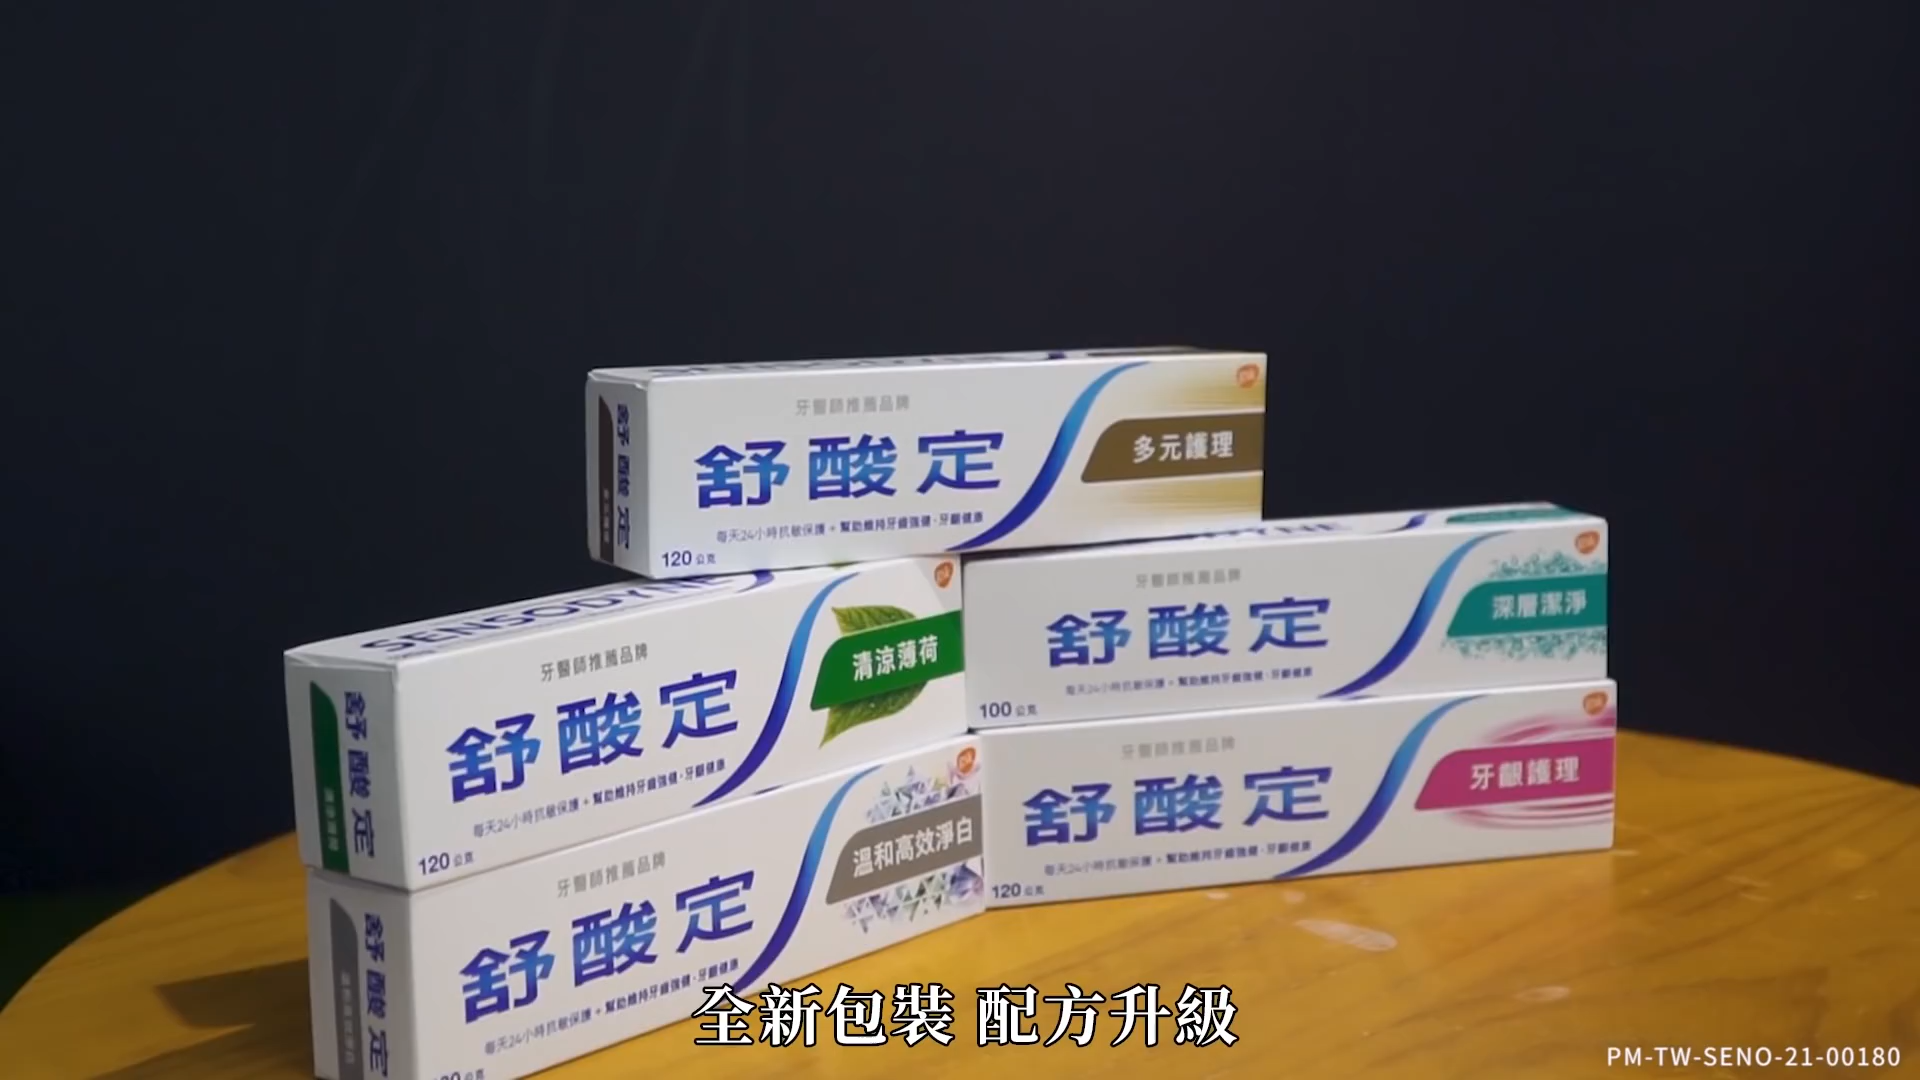 牙醫師推薦品牌
舒酸定
多元護理
每天24小時抗敏保護+幫助維持牙齒強健·牙齦健康
120公克
舒酸定
SENSODYNE
牙醫師推薦品牌
舒酸定
清涼薄荷
每天24小時抗敏保護+幫助維持牙齒強健·牙齦健康
120公克
舒酸定
牙醫師推薦品牌
舒酸定
深層潔淨
每天24小時抗敏保護+幫助維持牙齒強健·牙齦健康
100公克
牙醫師推薦品牌
舒酸定
溫和高效淨白
每天24小時抗敏保護+幫助維持牙齒強健·牙齦健康
舒酸定
牙醫師推薦品牌
舒酸定
牙齦護理
每天24小時抗敏保護+幫助維持牙齒強健·牙齦健康
120公克
全新包裝 配方升級
PM-TW-SENO-21-00180